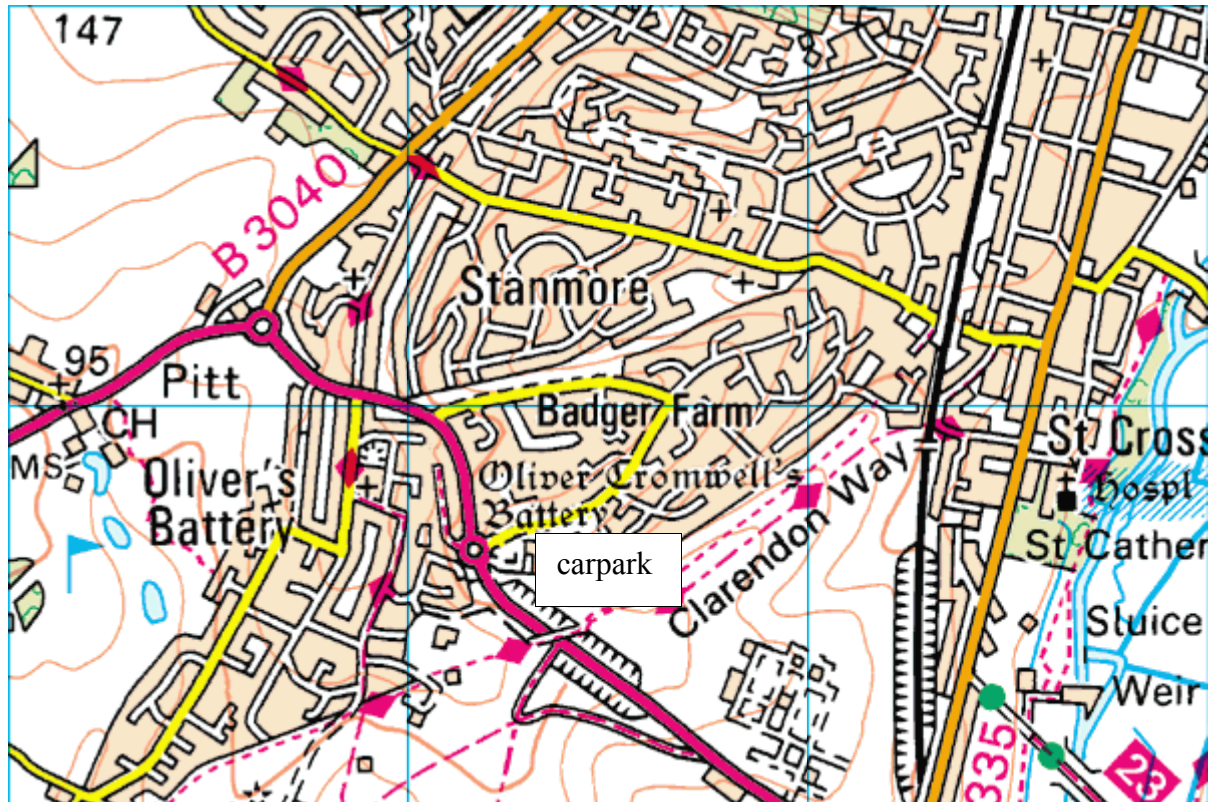 147
B 3040
Stanmore
95
Pitt
CH
MS
Badger Farm
Oliver's
Battery
Oliver Cromwell's
Battery
carpark
Clarendon Way
St Cross
Hospl
St Cather
Sluice
Weir
335
23